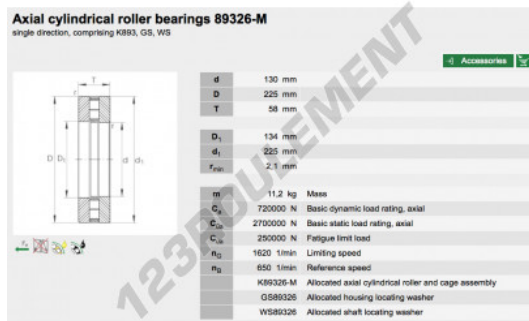 Axial cylindrical roller bearings 89326-M
single direction, comprising K893, GS, WS
Accessories
T
r
D D₁ d d₁
d 130 mm
D 225 mm
T 58 mm
D₁ 134 mm
d₁ 225 mm
rmin 2,1 mm
m 11,2 kg Mass
Ca 720000 N Basic dynamic load rating, axial
C0a 2700000 N Basic static load rating, axial
Cua 250000 N Fatigue limit load
nG 1620 1/min Limiting speed
nB 650 1/min Reference speed
K89326-M Allocated axial cylindrical roller and cage assembly
GS89326 Allocated housing locating washer
WS89326 Allocated shaft locating washer
123ROULEMENT